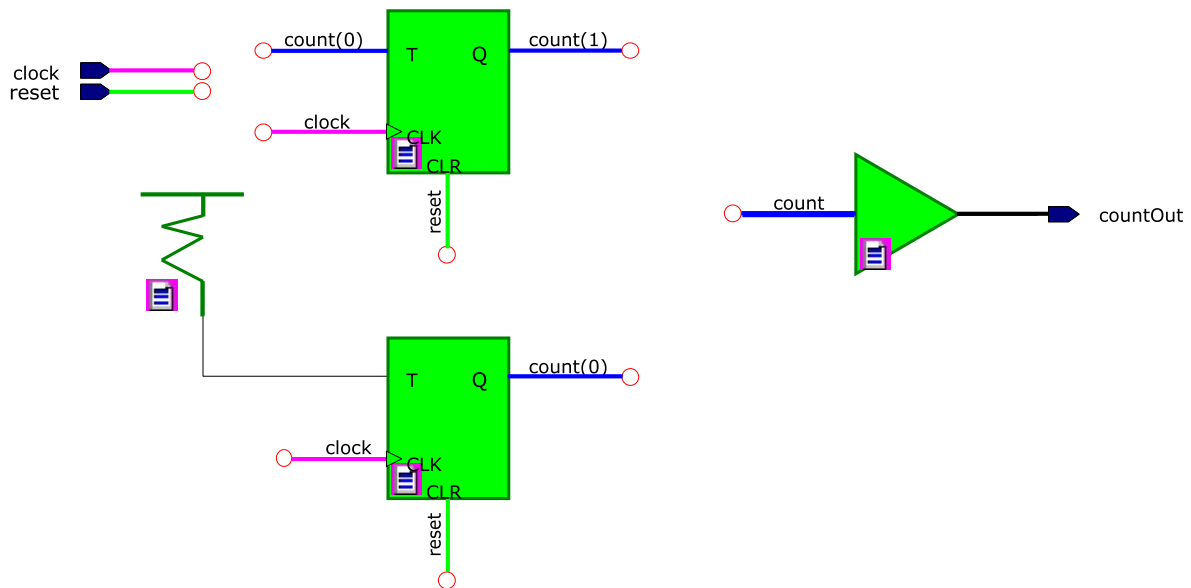 clock
reset
count(0)
T
Q
count(1)
clock
CLK
CLR
reset
count
countOut
T
Q
count(0)
clock
CLK
CLR
reset